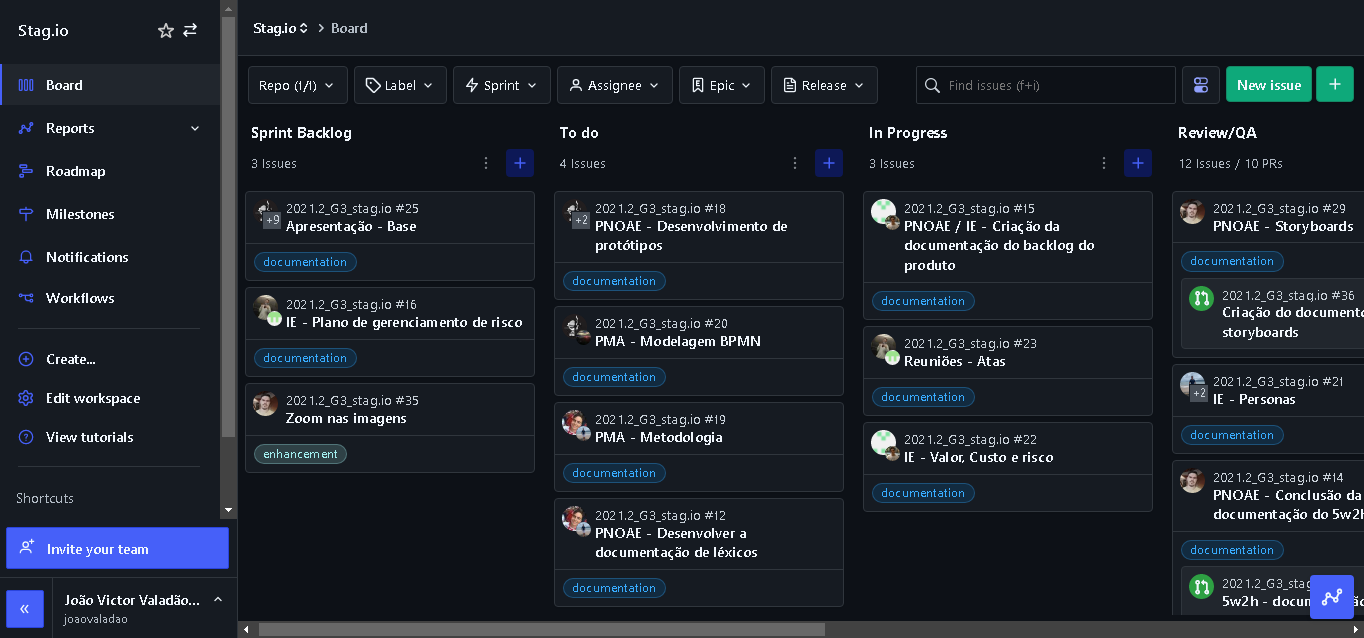 Stag.io
Board
Reports
Roadmap
Milestones
Notifications
Workflows
Create...
Edit workspace
View tutorials
Shortcuts
Invite your team
«
João Victor Valadão...
joaovaladao
Stag.io > Board
Repo (1/1) Label Sprint Assignee Epic Release Find issues (f+i) New issue +
Sprint Backlog
3 Issues
+9
2021.2_G3_stag.io #25
Apresentação - Base
documentation
2021.2_G3_stag.io #16
IE - Plano de gerenciamento de risco
documentation
2021.2_G3_stag.io #35
Zoom nas imagens
enhancement
To do
4 Issues
+2
2021.2_G3_stag.io #18
PNOAE - Desenvolvimento de
protótipos
documentation
2021.2_G3_stag.io #20
PMA - Modelagem BPMN
documentation
2021.2_G3_stag.io #19
PMA - Metodologia
documentation
2021.2_G3_stag.io #12
PNOAE - Desenvolver a
documentação de léxicos
documentation
In Progress
3 Issues
2021.2_G3_stag.io #15
PNOAE / IE - Criação da
documentação do backlog do
produto
documentation
2021.2_G3_stag.io #23
Reuniões - Atas
documentation
2021.2_G3_stag.io #22
IE - Valor, Custo e risco
documentation
Review/QA
12 Issues / 10 PRs
2021.2_G3_stag.io #29
PNOAE - Storyboards
documentation
2021.2_G3_stag.io #36
Criação do documento
storyboards
+2
2021.2_G3_stag.io #21
IE - Personas
documentation
2021.2_G3_stag.io #14
PNOAE - Conclusão da
documentação do 5w2h
documentation
2021.2_G3_stag
5w2h - docum